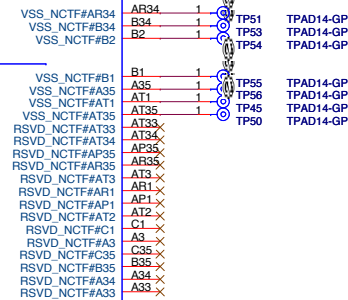 VSS_NCTF#AR34 AR34 1 TP51 TPAD14-GP
VSS_NCTF#B34 B34 1 TP53 TPAD14-GP
VSS_NCTF#B2 B2 1 TP54 TPAD14-GP
VSS_NCTF#B1 B1 1 TP55 TPAD14-GP
VSS_NCTF#A35 A35 1 TP56 TPAD14-GP
VSS_NCTF#AT1 AT1 1 TP45 TPAD14-GP
VSS_NCTF#AT35 AT35 1 TP50 TPAD14-GP
RSVD_NCTF#AT33 AT33
RSVD_NCTF#AT34 AT34
RSVD_NCTF#AP35 AP35
RSVD_NCTF#AR35 AR35
RSVD_NCTF#AT3 AT3
RSVD_NCTF#AR1 AR1
RSVD_NCTF#AP1 AP1
RSVD_NCTF#AT2 AT2
RSVD_NCTF#C1 C1
RSVD_NCTF#A3 A3
RSVD_NCTF#C35 C35
RSVD_NCTF#B35 B35
RSVD_NCTF#A34 A34
RSVD_NCTF#A33 A33